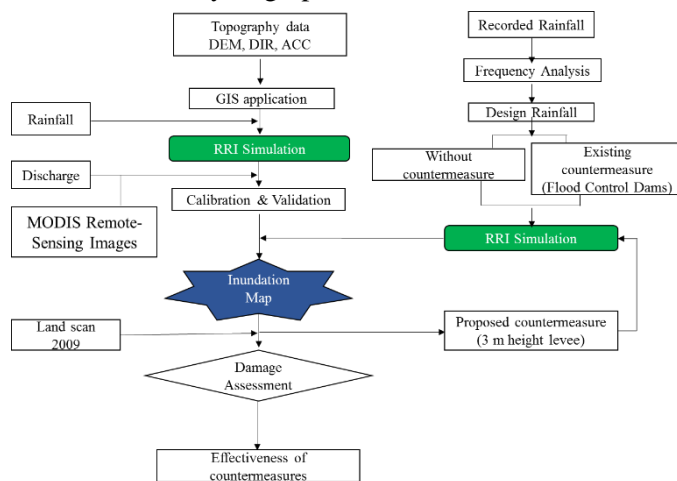 Topography data
DEM, DIR, ACC
Recorded Rainfall
Frequency Analysis
GIS application
Design Rainfall
Rainfall
RRI Simulation
Without
countermeasure
Existing
countermeasure
(Flood Control Dams)
Discharge
Calibration & Validation
MODIS Remote-
Sensing Images
RRI Simulation
Inundation
Map
Land scan
2009
Proposed countermeasure
(3 m height levee)
Damage
Assessment
Effectiveness of
countermeasures